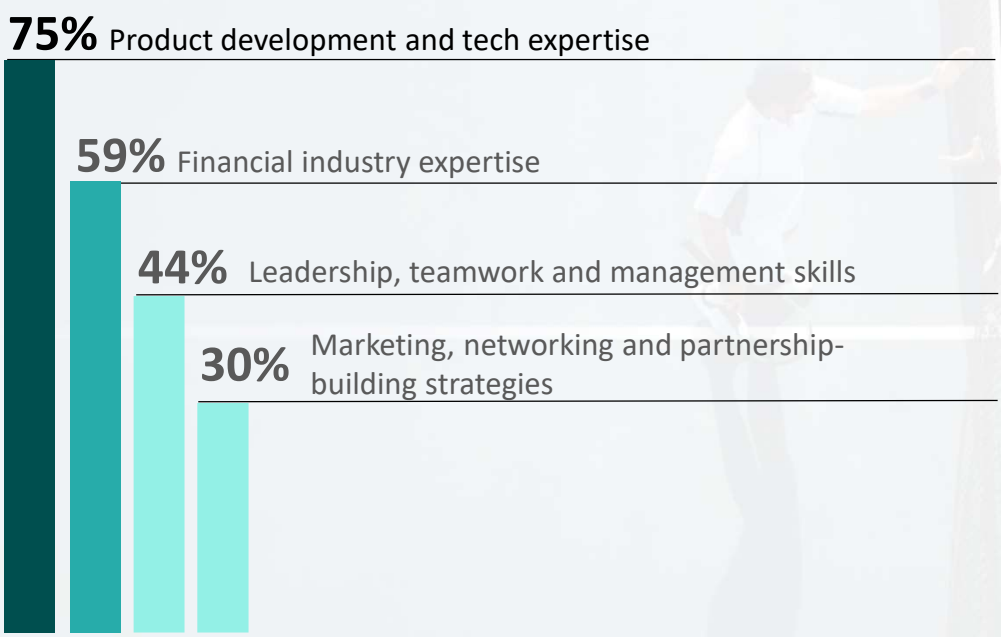 75% Product development and tech expertise
59% Financial industry expertise
44% Leadership, teamwork and management skills
30% Marketing, networking and partnership-
building strategies